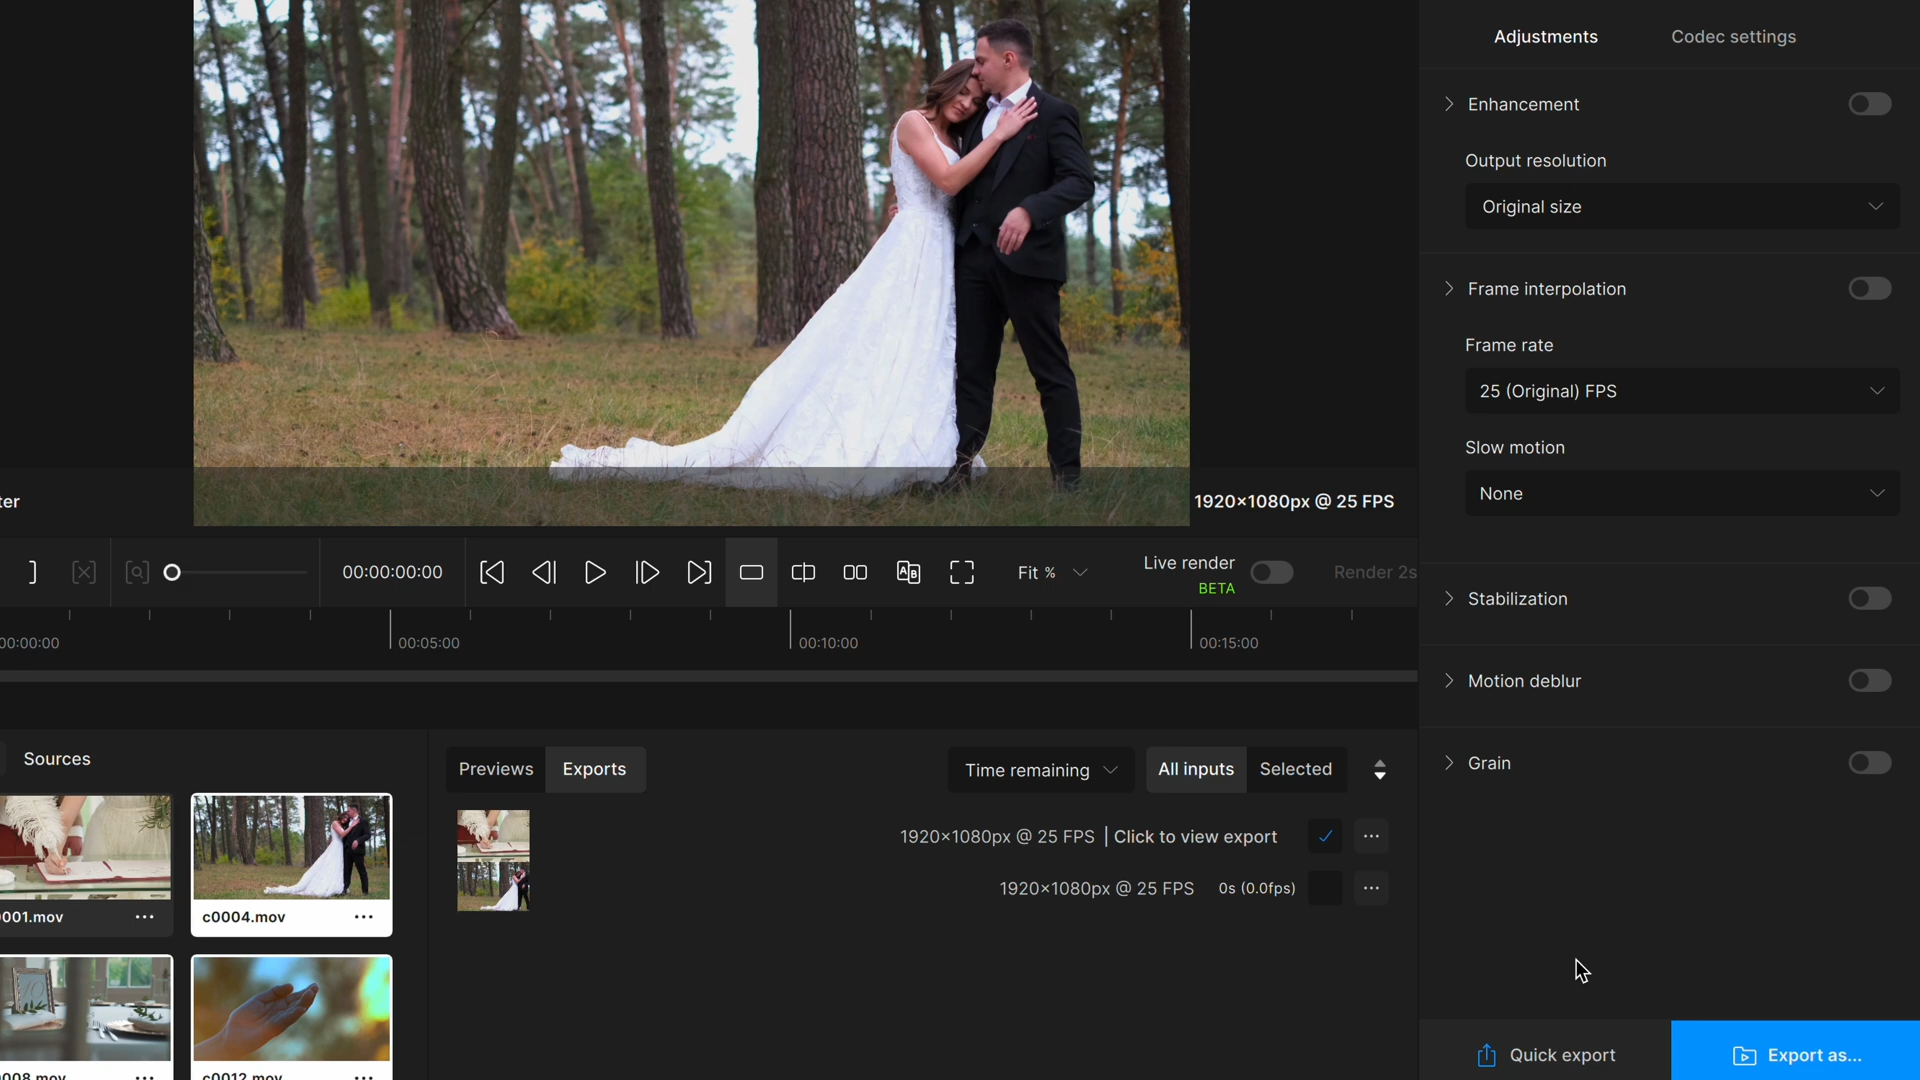 Adjustments
Codec settings
Enhancement
Output resolution
Original size
Frame interpolation
Frame rate
25 (Original) FPS
Slow motion
None
ter
1920×1080px @ 25 FPS
]
00:00:00:00
AB
Fit %
Live render
BETA
Render 2s
00:00:00
00:05:00
00:10:00
00:15:00
Stabilization
Motion deblur
Grain
Sources
Previews
Exports
Time remaining
All inputs
Selected
1920×1080px @ 25 FPS | Click to view export
1920×1080px @ 25 FPS 0s (0.0fps)
001.mov
c0004.mov
008.mov
c0012.mov
Quick export
Export as...